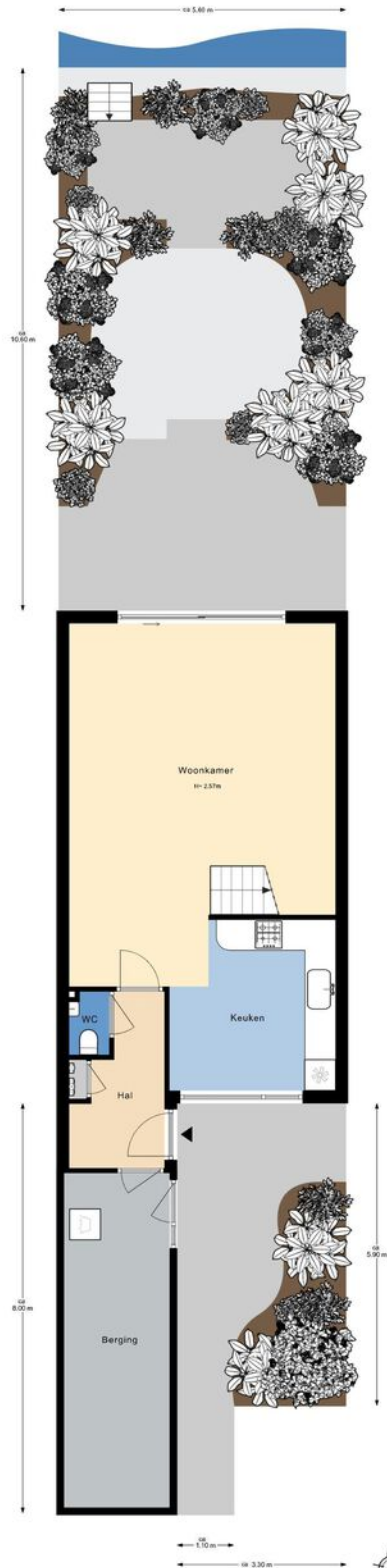 ca 5.60 m
ca
10.60 m
Woonkamer
H= 2.57m
WC
Keuken
Hal
ca
8.00 m
ca
5.90 m
Berging
ca
1.10 m
ca 3.30 m